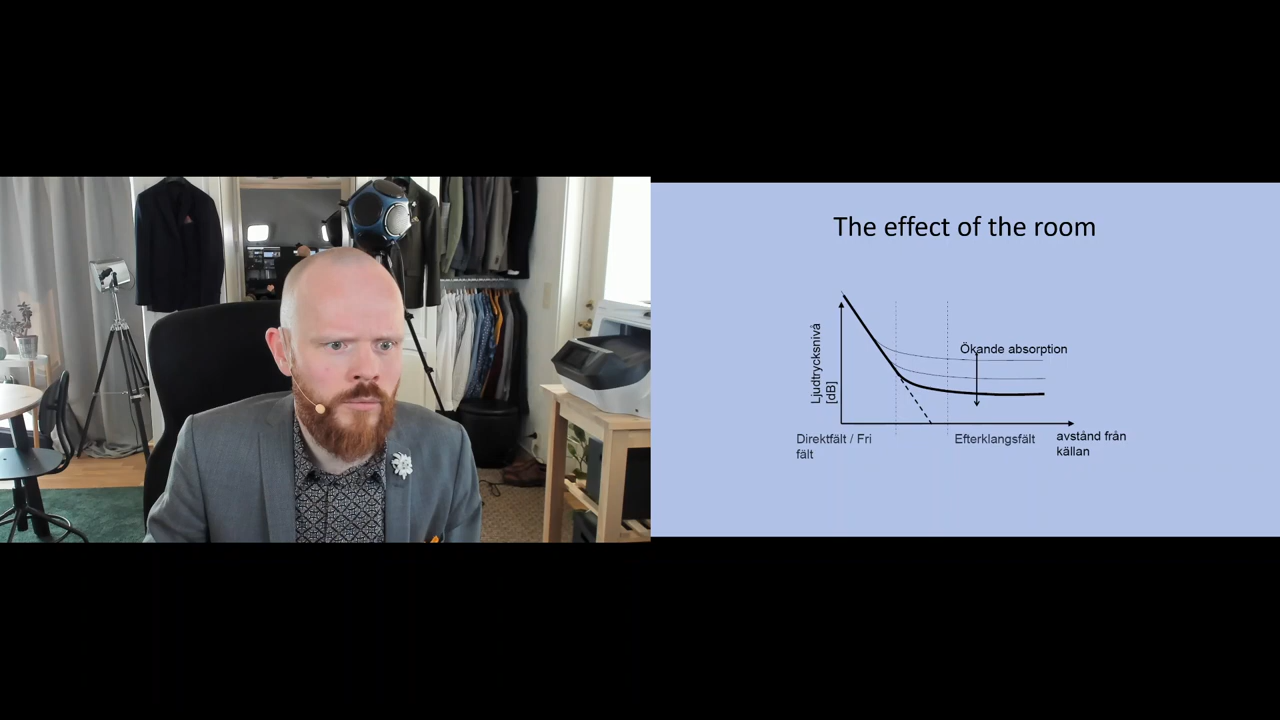 The effect of the room
Ljudtrycksnivå
[dB]
Ökande absorption
Direktfält / Fri
fält
Efterklangsfält
avstånd från
källan